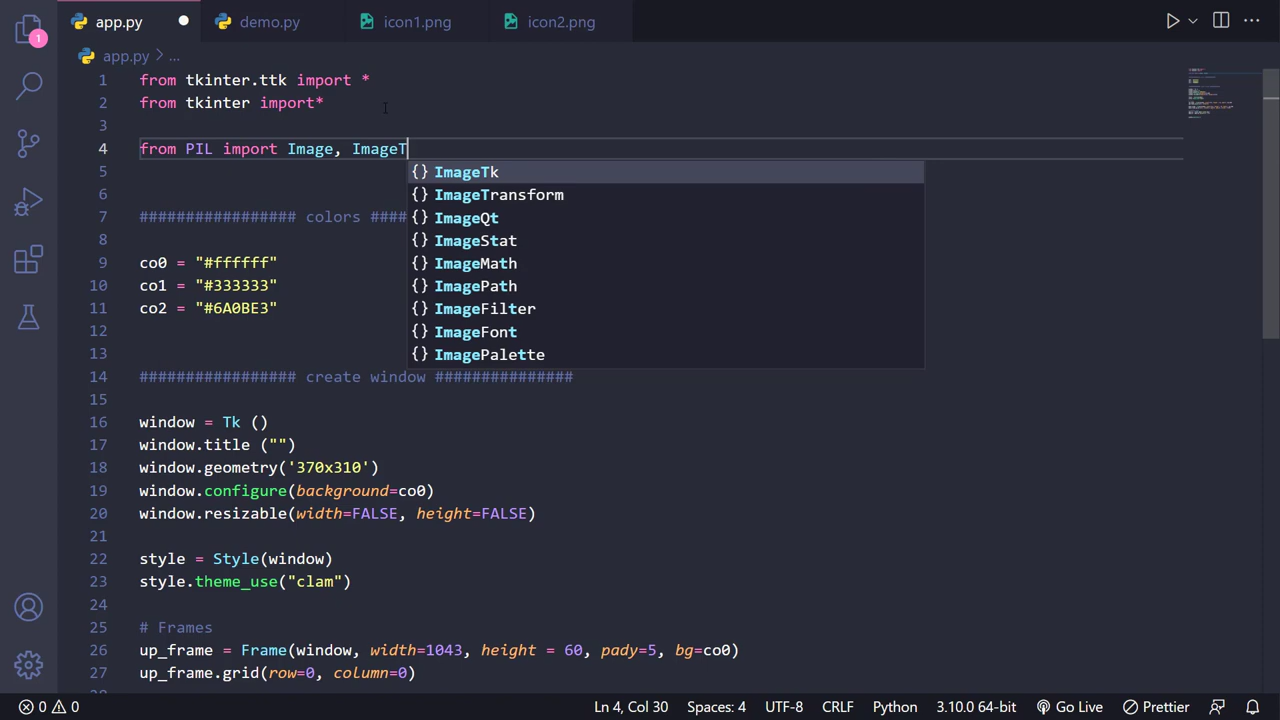 app.py
demo.py
icon1.png
icon2.png
1
app.py > ...
1 from tkinter.ttk import *
2 from tkinter import*
3
4 from PIL import Image, ImageT
5 ImageTk
6 ImageTransform
ImageQt
7 ################# colors ####
8 ImageStat
9 co0 = "#ffffff"
ImageMath
10 co1 = "#333333"
ImagePath
11 co2 = "#6A0BE3"
ImageFilter
12 ImageFont
13 ImagePalette
14 ################# create window ###############
15
16 window = Tk ()
17 window.title ("")
18 window.geometry('370x310')
19 window.configure(background=co0)
20 window.resizable(width=FALSE, height=FALSE)
21
22 style = Style(window)
23 style.theme_use("clam")
24
25 # Frames
26 up_frame = Frame(window, width=1043, height = 60, pady=5, bg=co0)
27 up_frame.grid(row=0, column=0)
0 0 Ln 4, Col 30 Spaces: 4 UTF-8 CRLF Python 3.10.0 64-bit Go Live Prettier